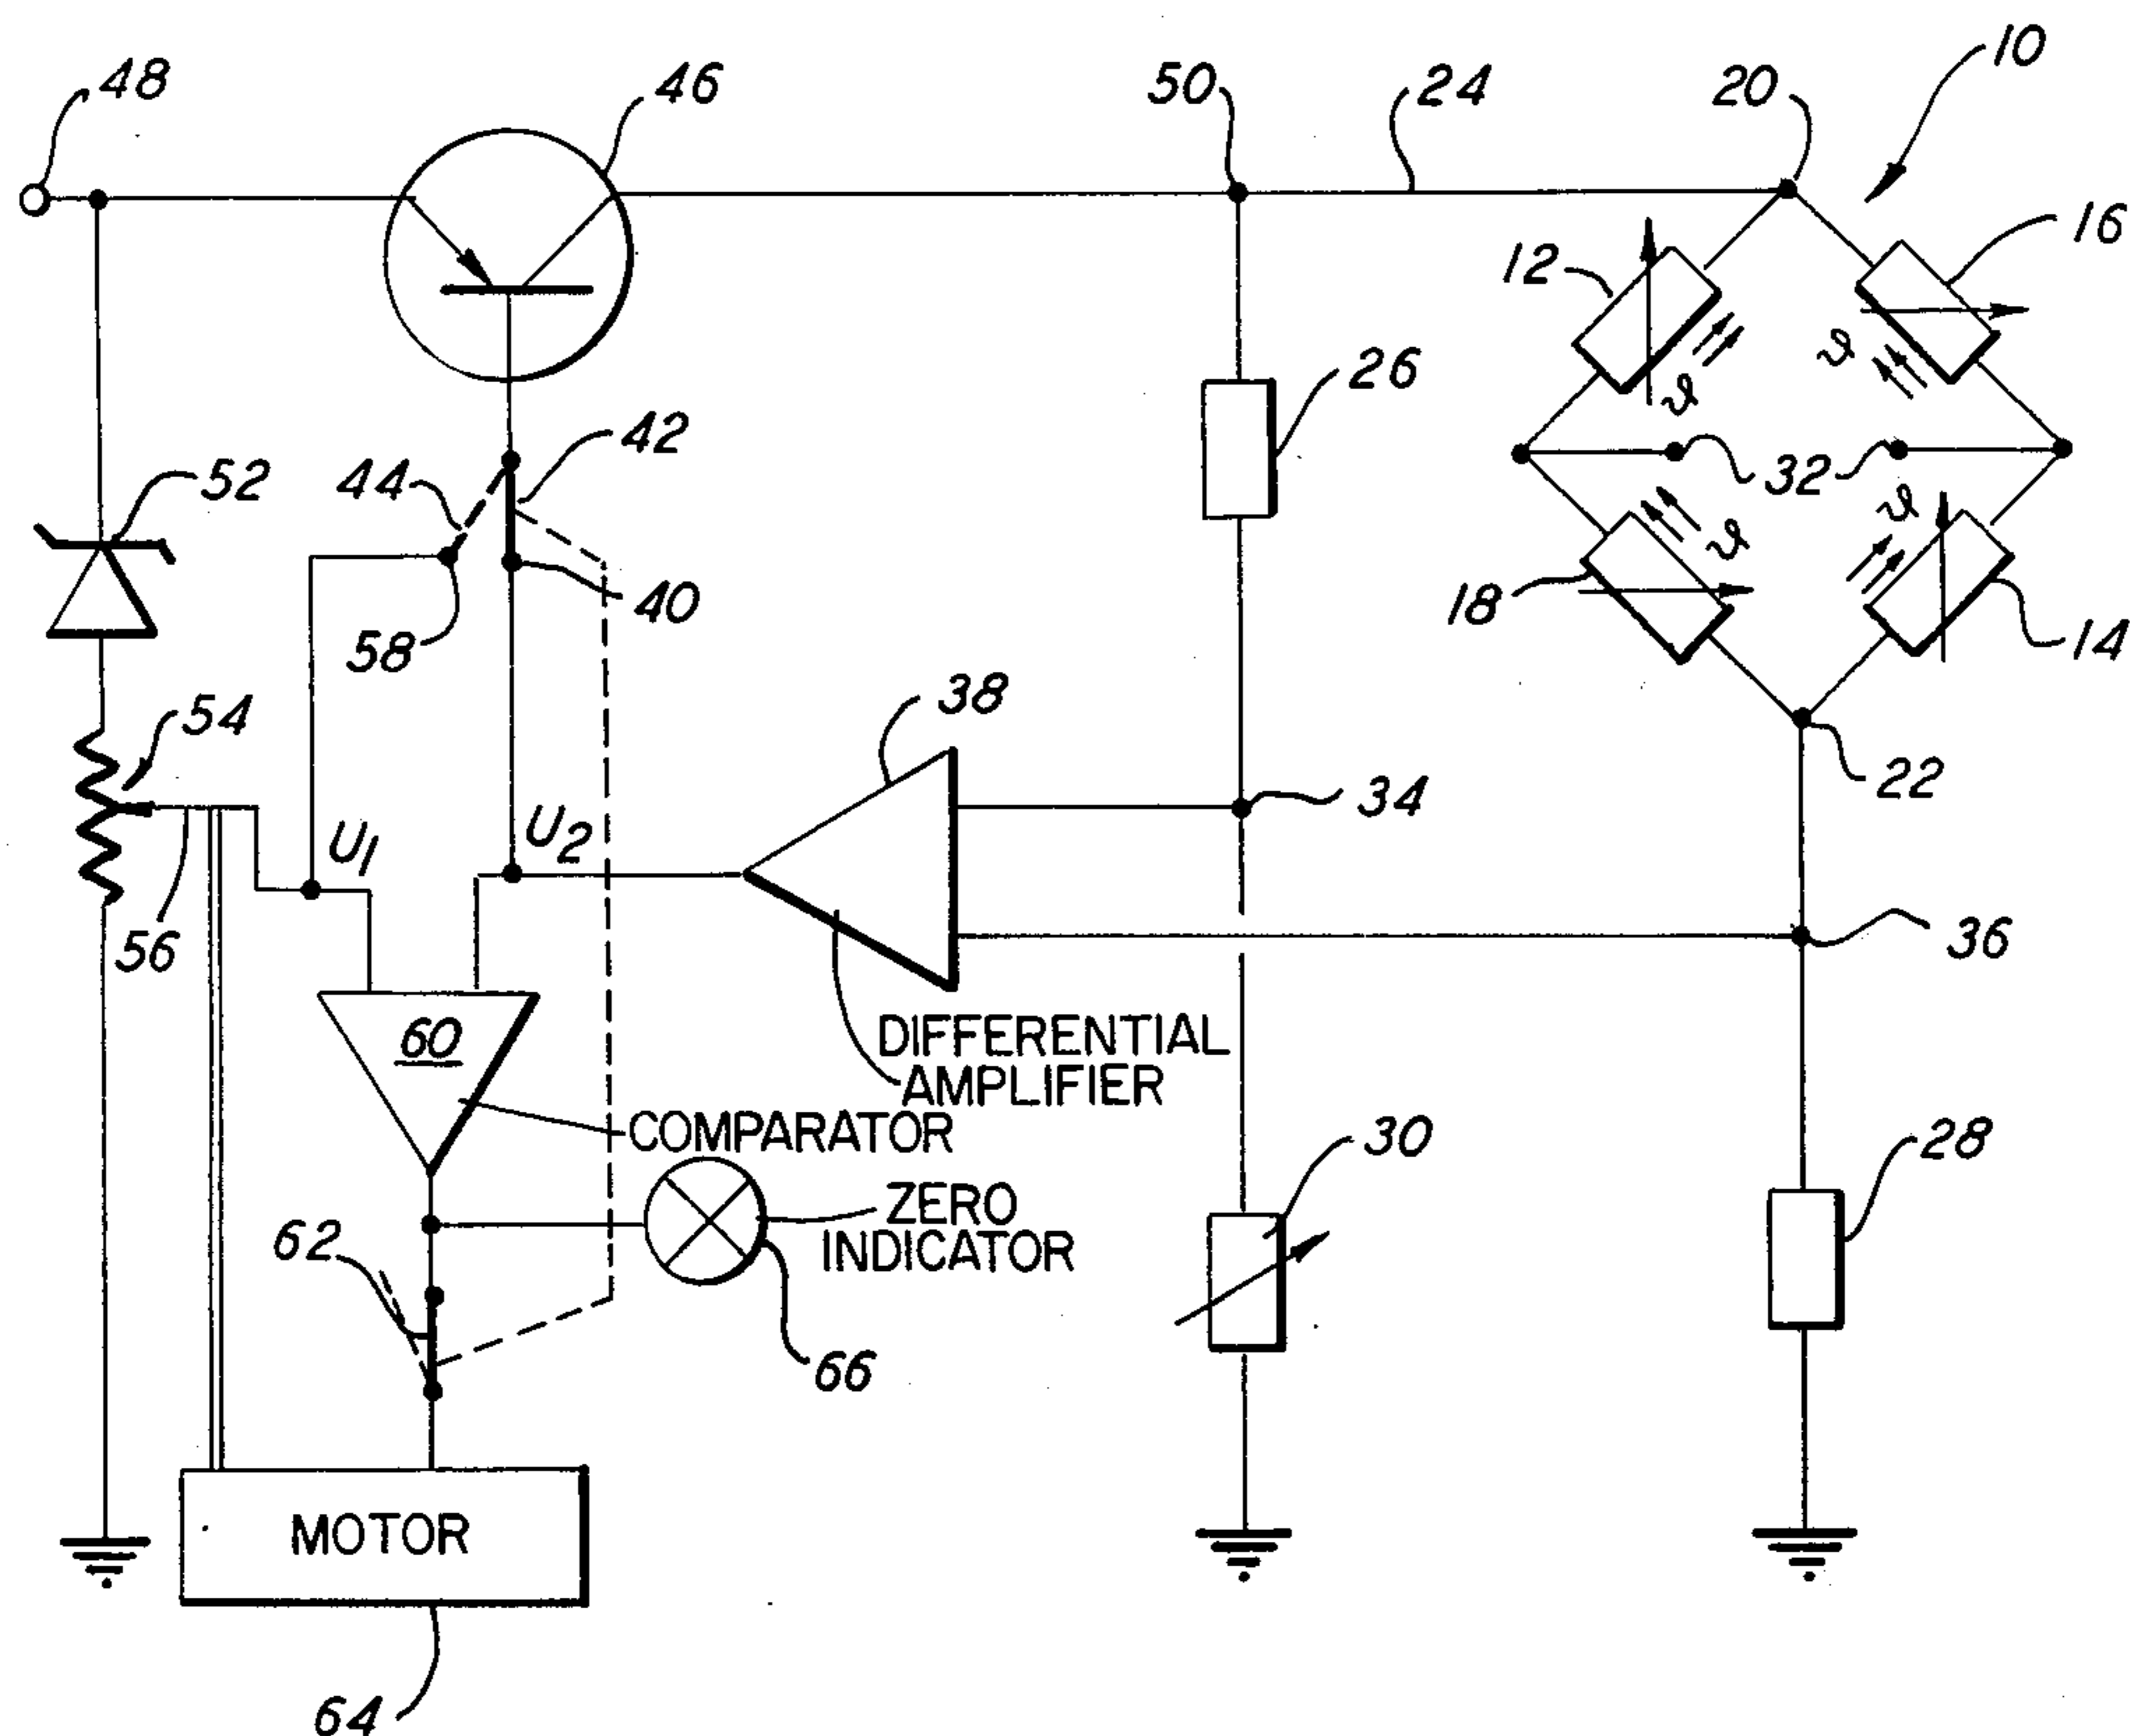 48
46
50
24
20
10
16
12
ϑ
ϑ
26
42
44
52
32
ϑ
ϑ
40
58
18
14
38
54
34
22
U2
U1
56
36
60
DIFFERENTIAL
AMPLIFIER
COMPARATOR
30
28
ZERO
INDICATOR
62
66
MOTOR
64